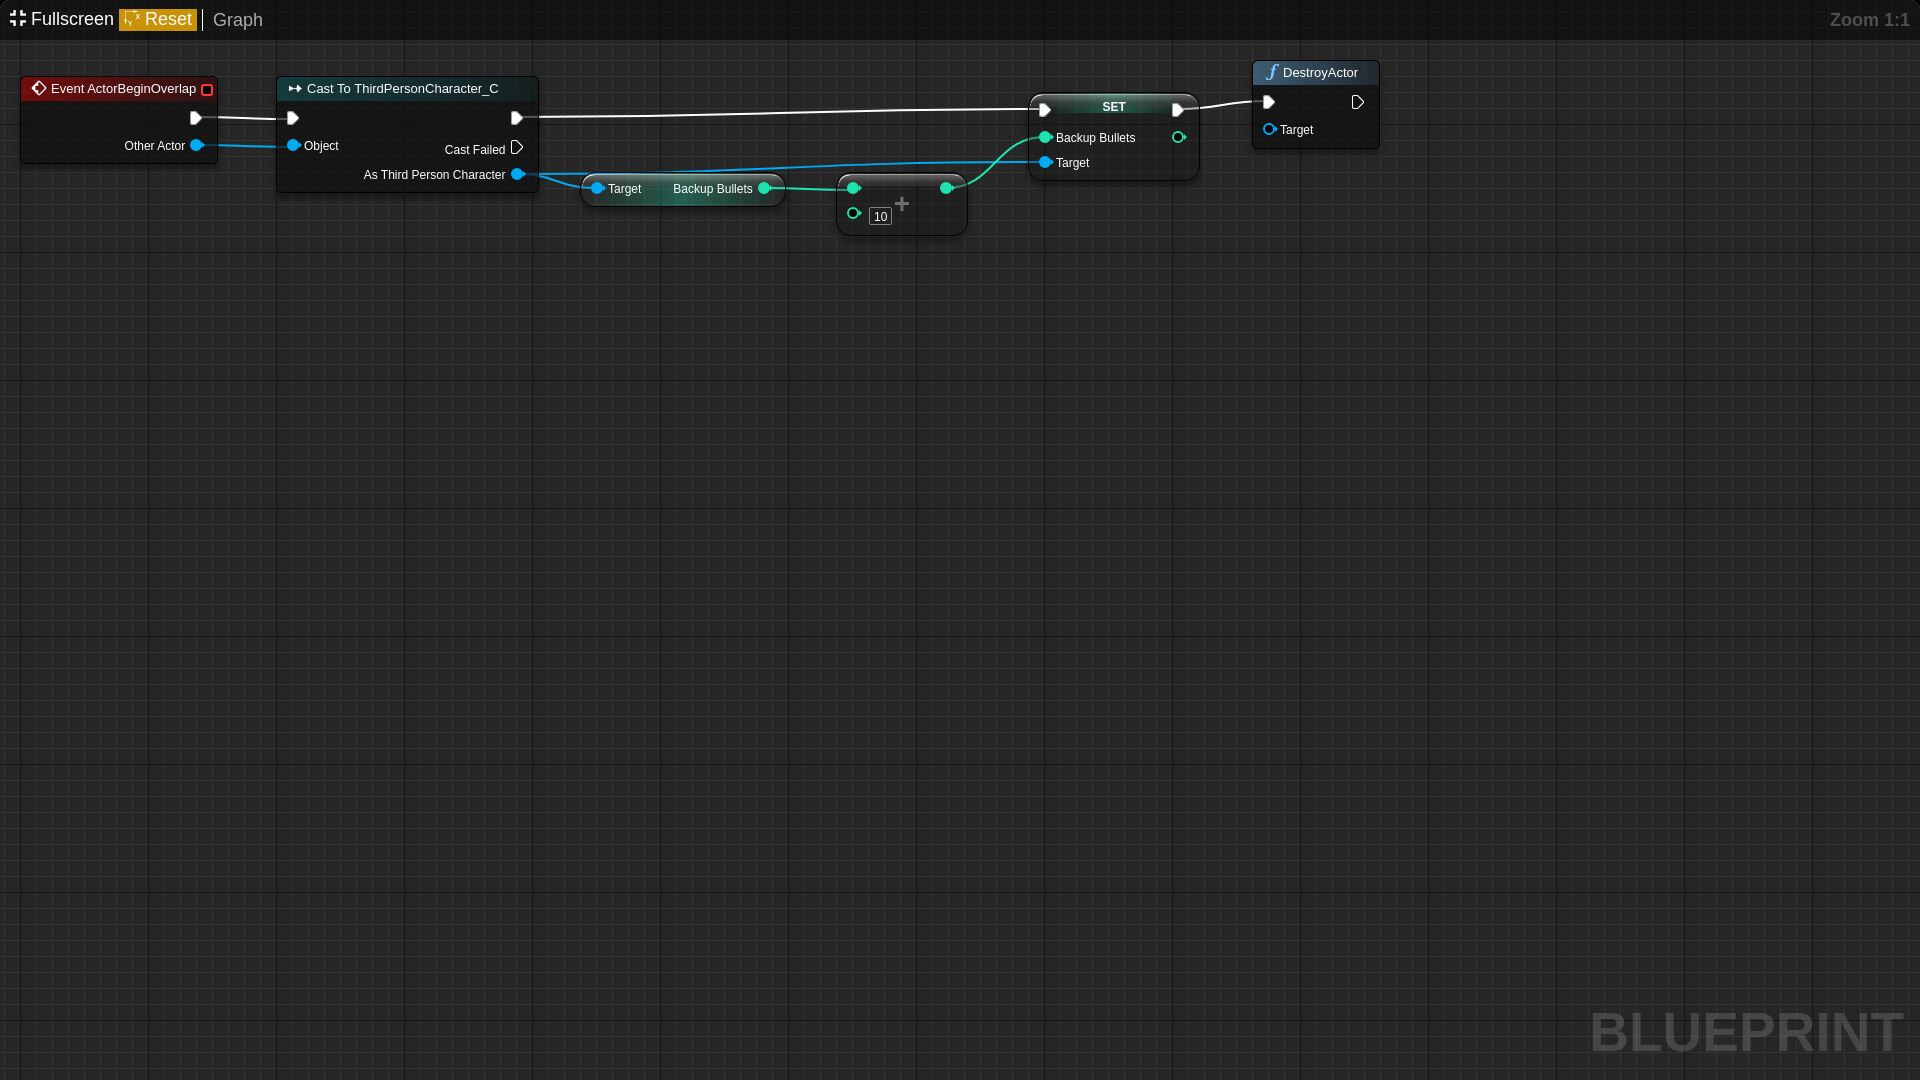 Fullscreen Reset Graph Zoom 1:1
Event ActorBeginOverlap
Other Actor
Cast To ThirdPersonCharacter_C
Object
Cast Failed
As Third Person Character
Target Backup Bullets
10
+
SET
Backup Bullets
Target
DestroyActor
Target
BLUEPRINT